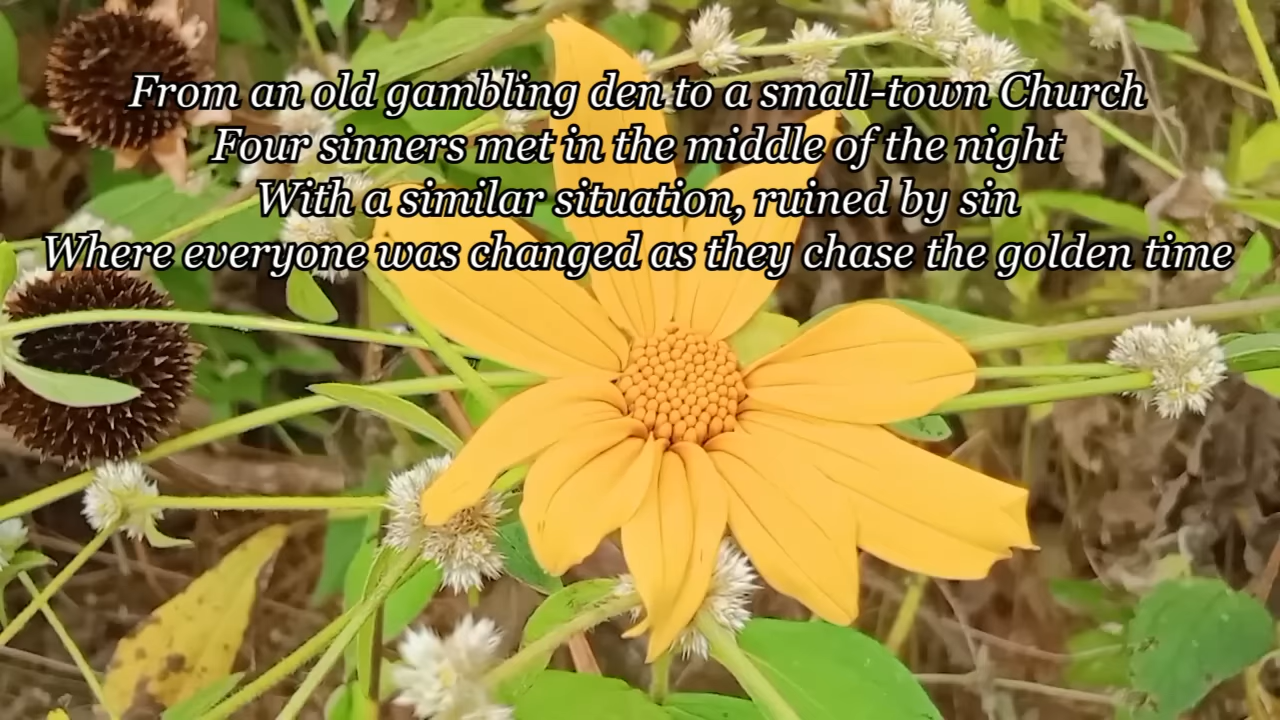 From an old gambling den to a small-town Church
Four sinners met in the middle of the night
With a similar situation, ruined by sin
Where everyone was changed as they chase the golden time